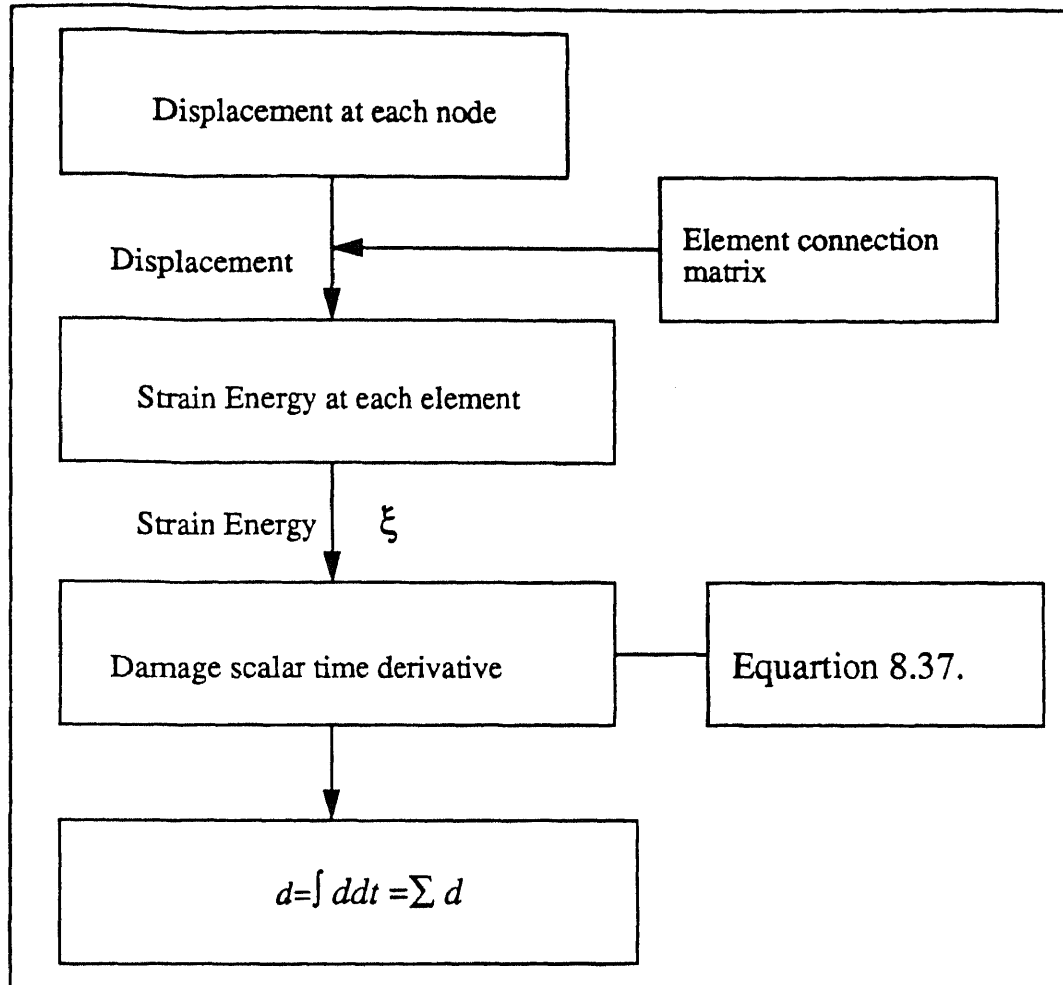 Displacement at each node
Element connection
matrix
Displacement
Strain Energy at each element
Strain Energy ξ
Damage scalar time derivative
Equartion 8.37.
d=∫ ddt =∑ d